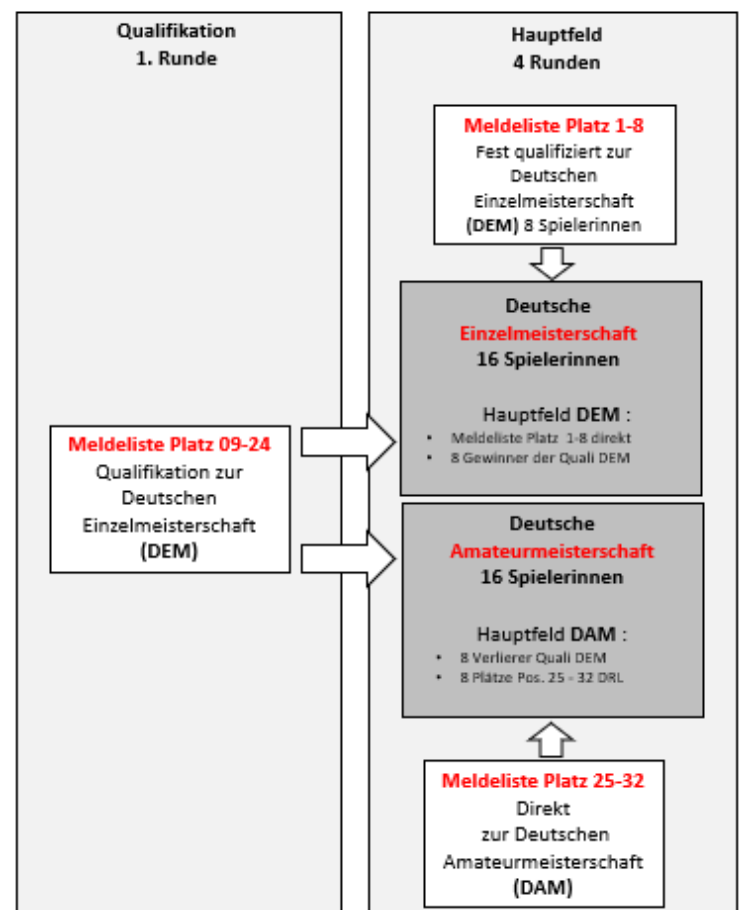 Qualifikation
1. Runde
Meldeliste Platz 09-24
Qualifikation zur
Deutschen
Einzelmeisterschaft
(DEM)
Hauptfeld
4 Runden
Meldeliste Platz 1-8
Fest qualifiziert zur
Deutschen
Einzelmeisterschaft
(DEM) 8 Spielerinnen
Deutsche
Einzelmeisterschaft
16 Spielerinnen
Hauptfeld DEM :
• Meldeliste Platz 1-8 direkt
• 8 Gewinner der Quali DEM
Deutsche
Amateurmeisterschaft
16 Spielerinnen
Hauptfeld DAM :
• 8 Verlierer Quali DEM
• 8 Plätze Pos. 25 - 32 DRL
Meldeliste Platz 25-32
Direkt
zur Deutschen
Amateurmeisterschaft
(DAM)